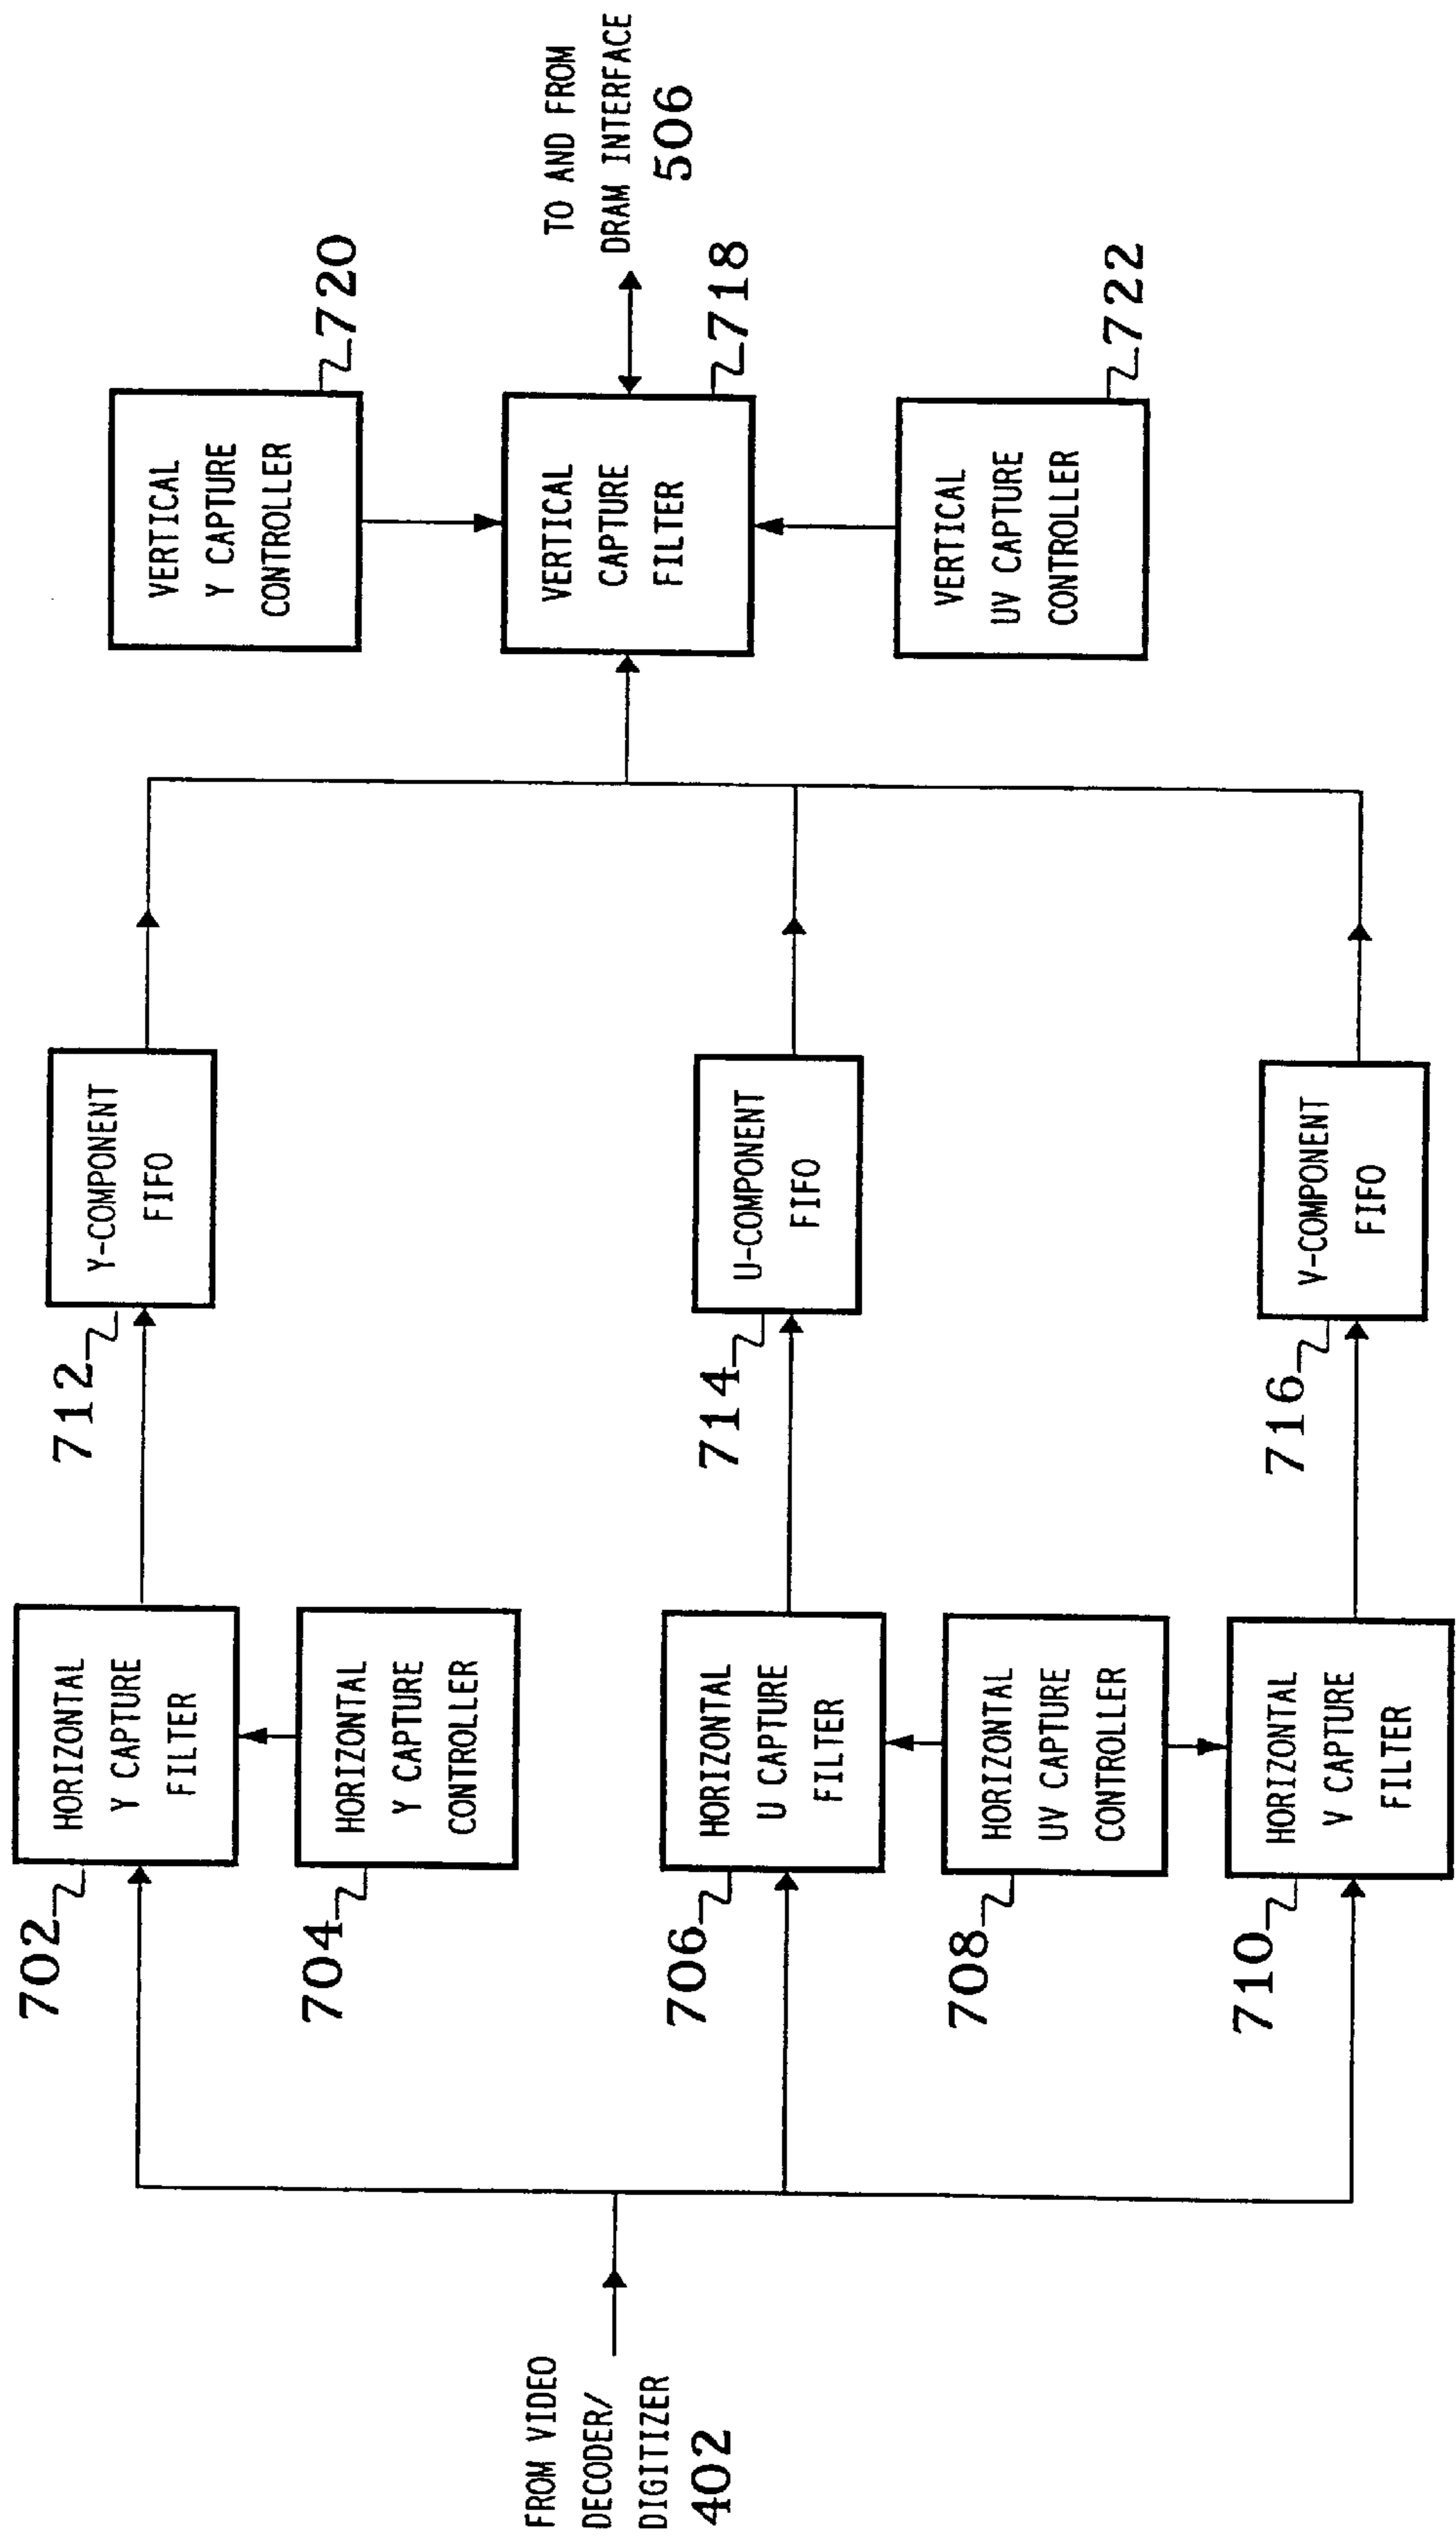 FROM VIDEO
DECODER/
DIGITIZER
402
702
HORIZONTAL
Y CAPTURE
FILTER
704
HORIZONTAL
Y CAPTURE
CONTROLLER
706
HORIZONTAL
U CAPTURE
FILTER
708
HORIZONTAL
UV CAPTURE
CONTROLLER
710
HORIZONTAL
V CAPTURE
FILTER
712
Y-COMPONENT
FIFO
714
U-COMPONENT
FIFO
716
V-COMPONENT
FIFO
VERTICAL
Y CAPTURE
CONTROLLER
720
VERTICAL
CAPTURE
FILTER
718
VERTICAL
UV CAPTURE
CONTROLLER
722
TO AND FROM
DRAM INTERFACE
506